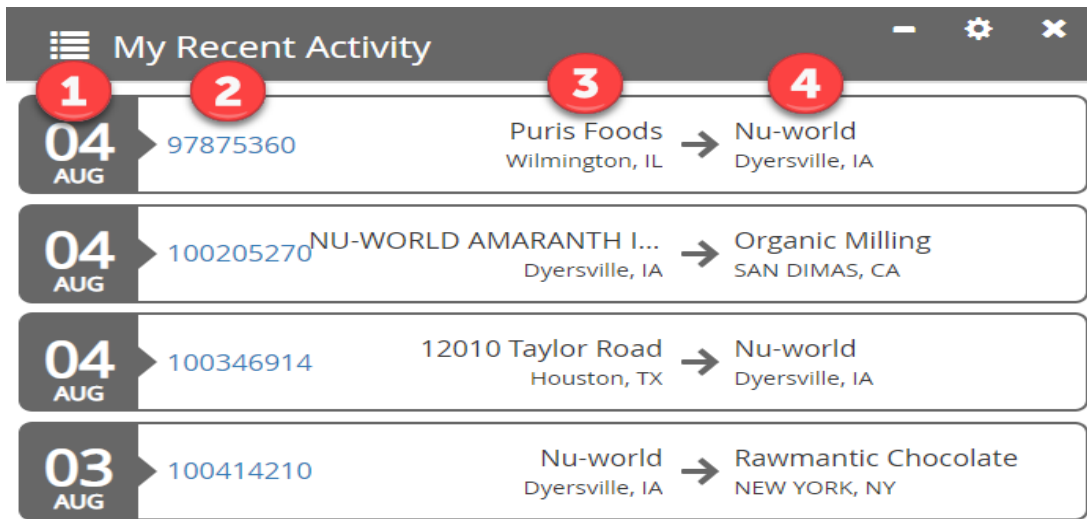 My Recent Activity
1 2 3 4
04 AUG
97875360
Puris Foods
Wilmington, IL
Nu-world
Dyersville, IA
04 AUG
100205270
NU-WORLD AMARANTH I...
Dyersville, IA
Organic Milling
SAN DIMAS, CA
04 AUG
100346914
12010 Taylor Road
Houston, TX
Nu-world
Dyersville, IA
03 AUG
100414210
Nu-world
Dyersville, IA
Rawmantic Chocolate
NEW YORK, NY